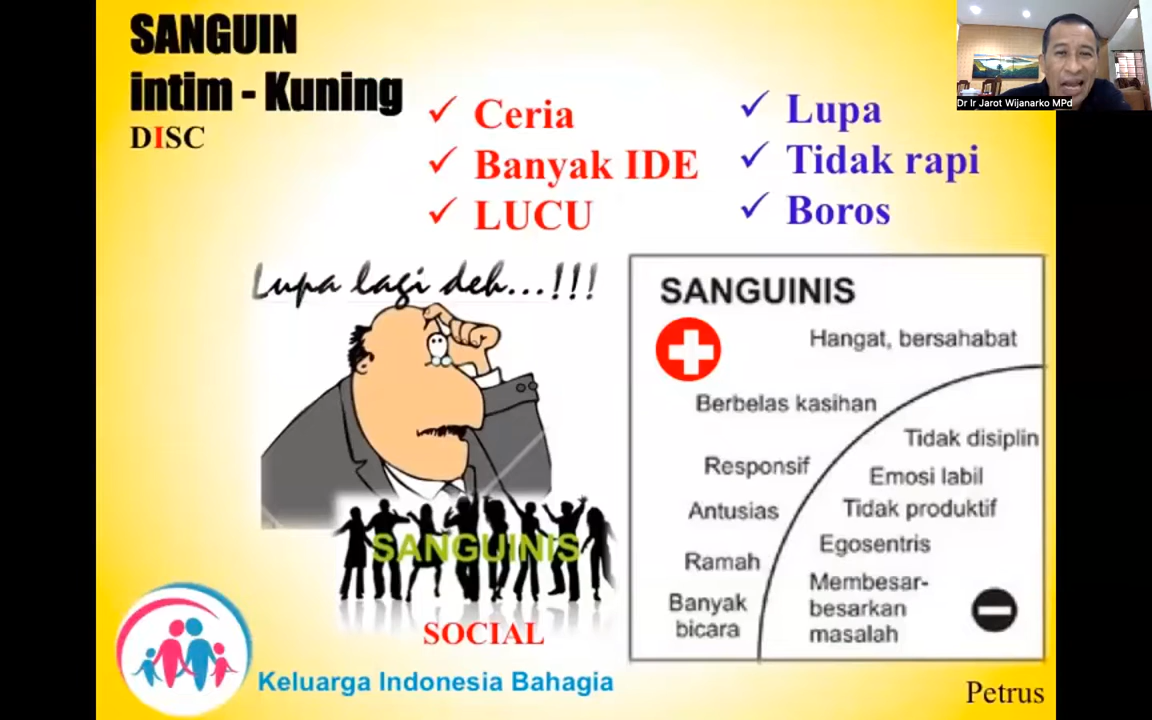 SANGUIN
intim - Kuning
DISC
✓ Ceria
✓ Banyak IDE
✓ LUCU
✓ Lupa
✓ Tidak rapi
✓ Boros
Dr Ir Jarot Wijanarko MPd
Lupa lagi deh...!!!
SANGUINIS
SOCIAL
SANGUINIS
Hangat, bersahabat
Berbelas kasihan
Responsif
Antusias
Ramah
Banyak
bicara
Tidak disiplin
Emosi labil
Tidak produktif
Egosentris
Membesar-
besarkan
masalah
Keluarga Indonesia Bahagia
Petrus